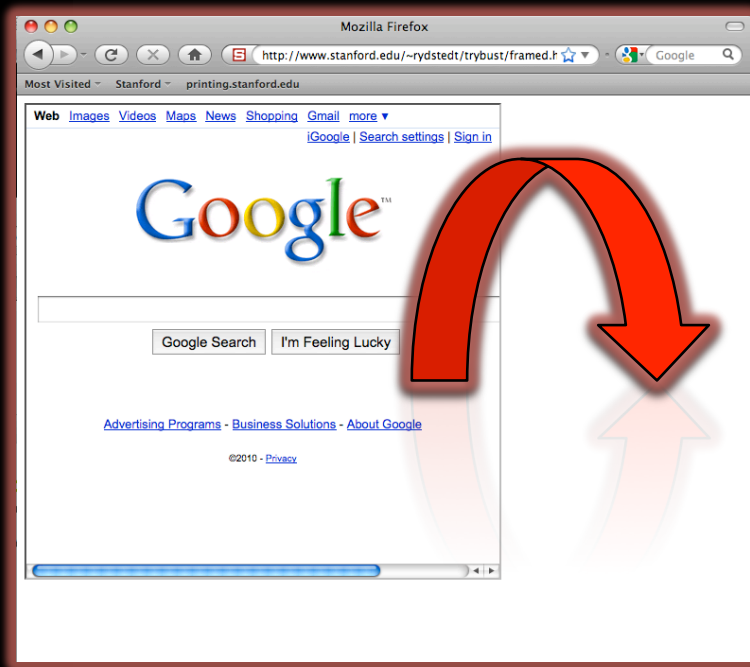 Mozilla Firefox
http://www.stanford.edu/~rydstedt/trybust/framed.h
Google
Most Visited Stanford printing.stanford.edu
Web Images Videos Maps News Shopping Gmail more ▼
iGoogle | Search settings | Sign in
Google™
Google Search I'm Feeling Lucky
Advertising Programs - Business Solutions - About Google
©2010 - Privacy